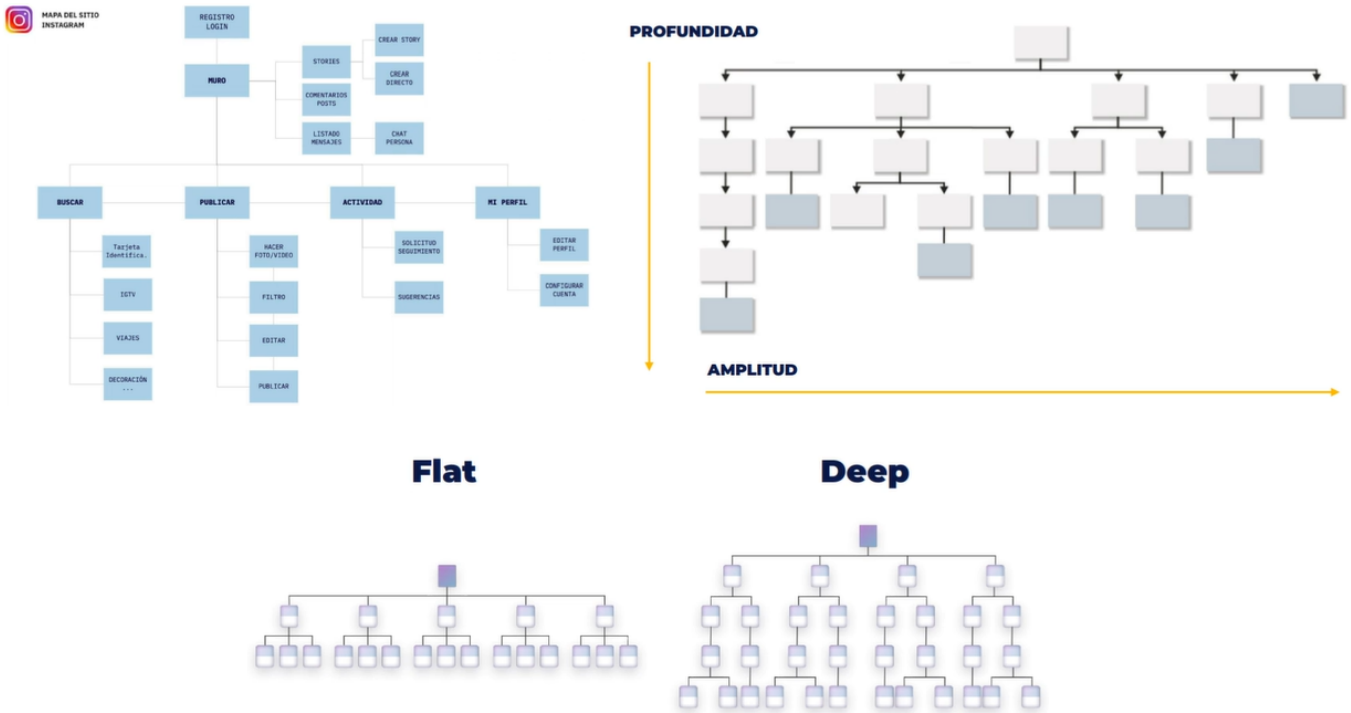 MAPA DEL SITIO
INSTAGRAM
REGISTRO
LOGIN
MURO
STORIES
CREAR STORY
CREAR
DIRECTO
COMENTARIOS
POSTS
LISTADO
MENSAJES
CHAT
PERSONA
BUSCAR
PUBLICAR
ACTIVIDAD
MI PERFIL
Tarjeta
Identifica.
IGTV
VIAJES
DECORACIÓN
...
HACER
FOTO/VIDEO
FILTRO
EDITAR
PUBLICAR
SOLICITUD
SEGUIMIENTO
SUGERENCIAS
EDITAR
PERFIL
CONFIGURAR
CUENTA
PROFUNDIDAD
AMPLITUD
Flat
Deep